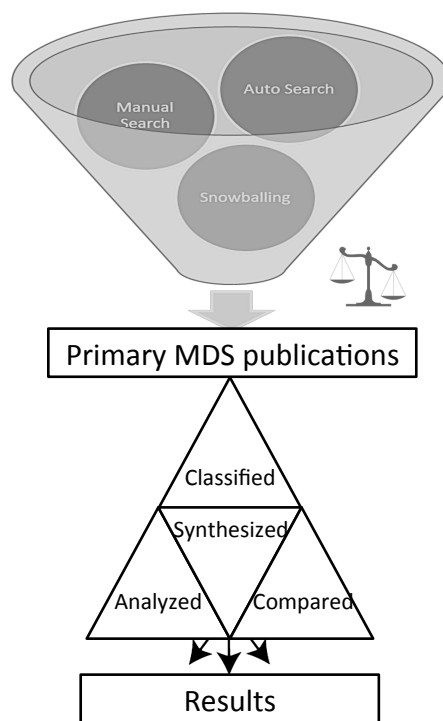 Auto Search
Manual
Search
Snowballing
Primary MDS publications
Classified
Synthesized
Analyzed
Compared
Results